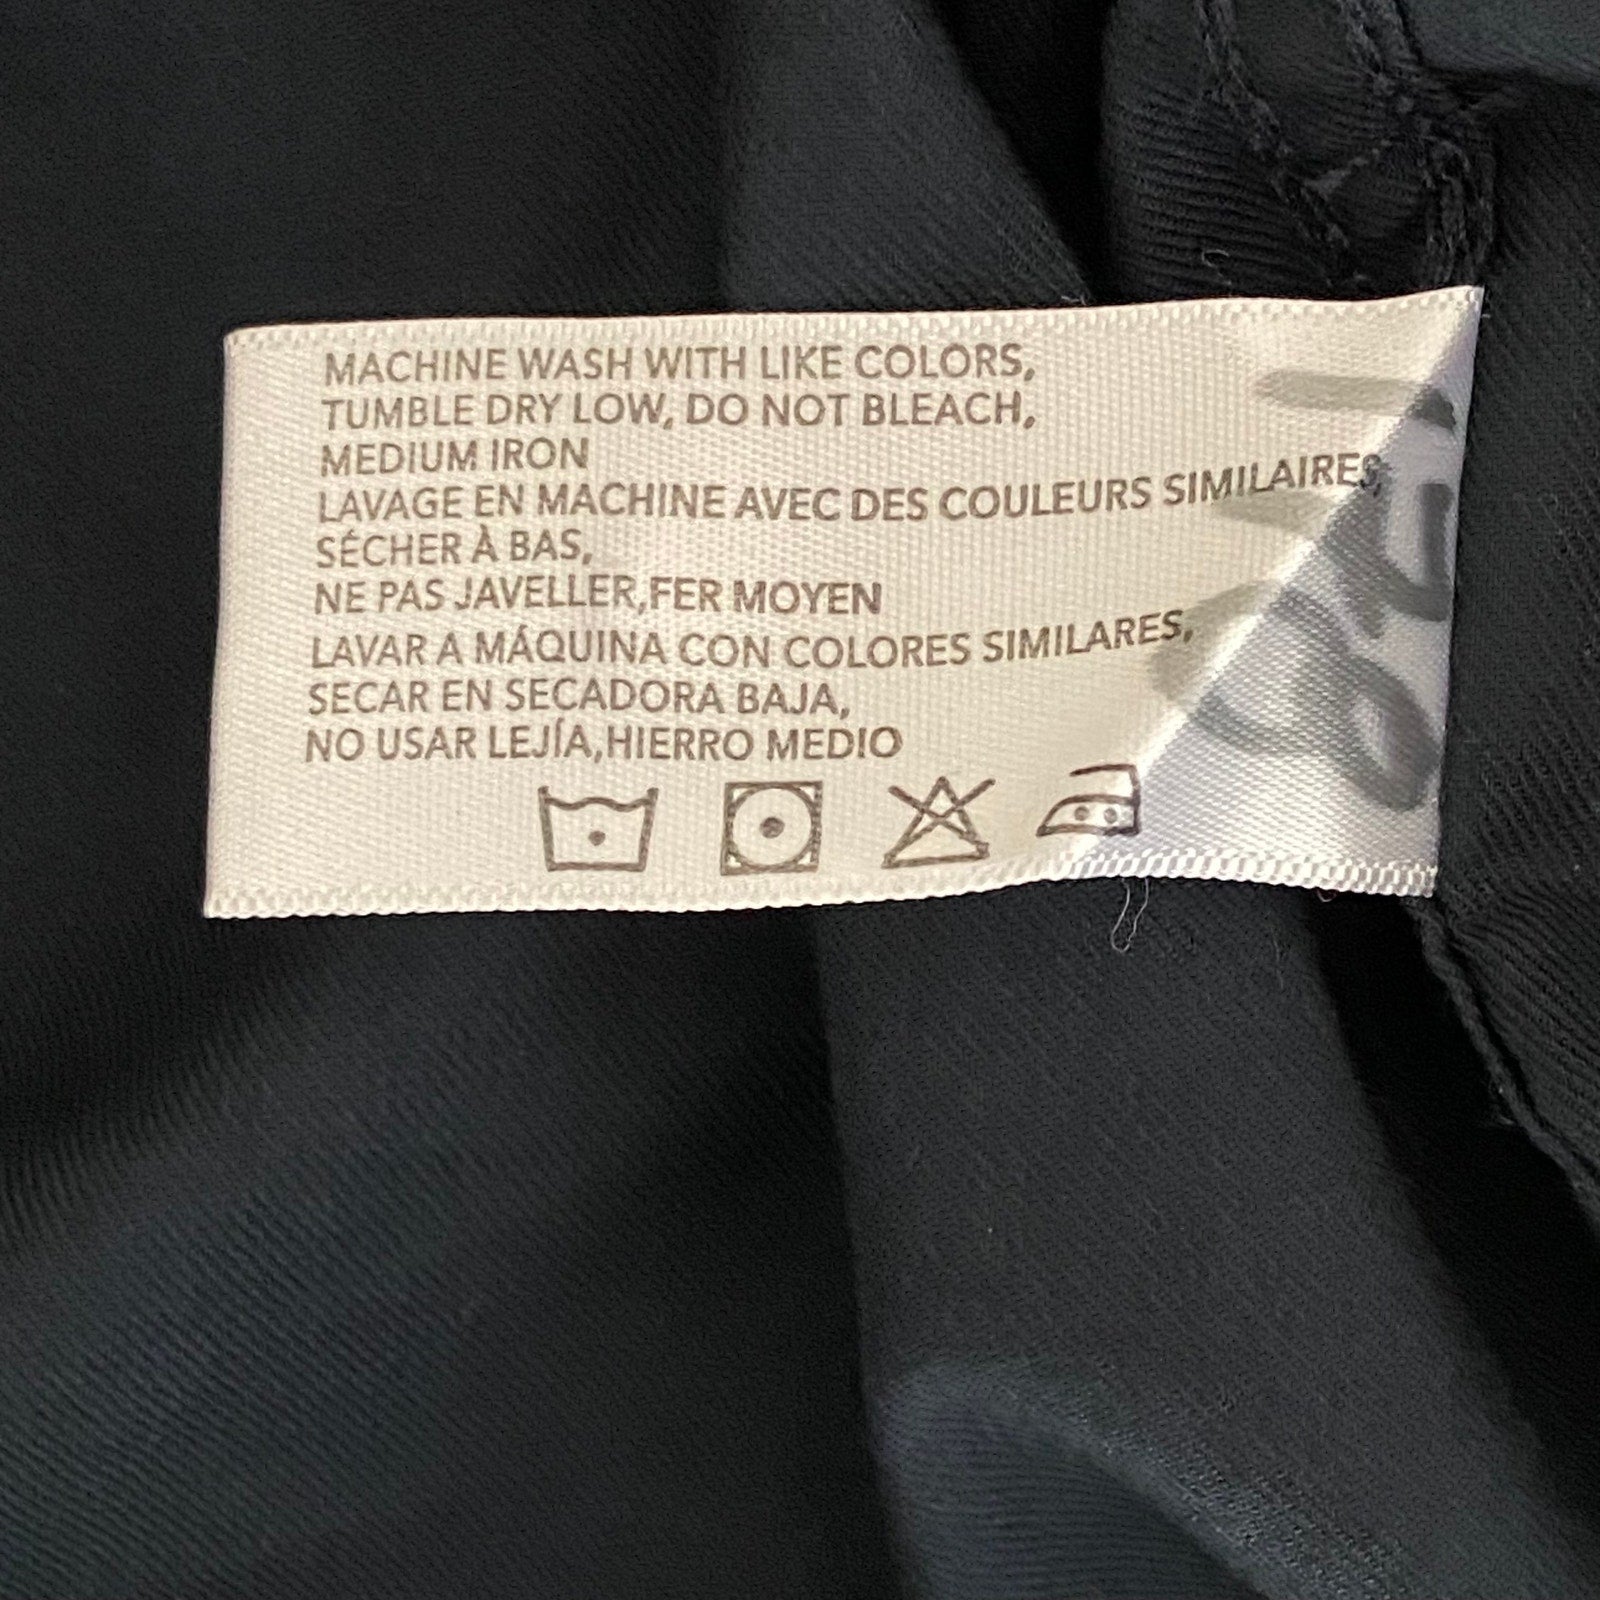 MACHINE WASH WITH LIKE COLORS,
TUMBLE DRY LOW, DO NOT BLEACH,
MEDIUM IRON
LAVAGE EN MACHINE AVEC DES COULEURS SIMILAIRES,
SÉCHER À BAS,
NE PAS JAVELLER,FER MOYEN
LAVAR A MÁQUINA CON COLORES SIMILARES,
SECAR EN SECADORA BAJA,
NO USAR LEJÍA,HIERRO MEDIO